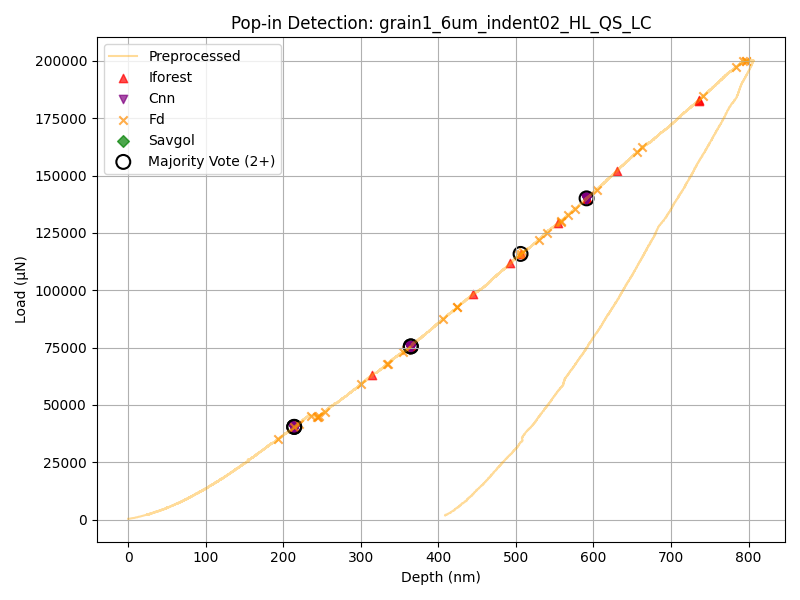 Pop-in Detection: grain1_6um_indent02_HL_QS_LC
Preprocessed
Iforest
Cnn
Fd
Savgol
Majority Vote (2+)
200000
175000
150000
125000
100000
75000
50000
25000
0
Load (µN)
0 100 200 300 400 500 600 700 800
Depth (nm)